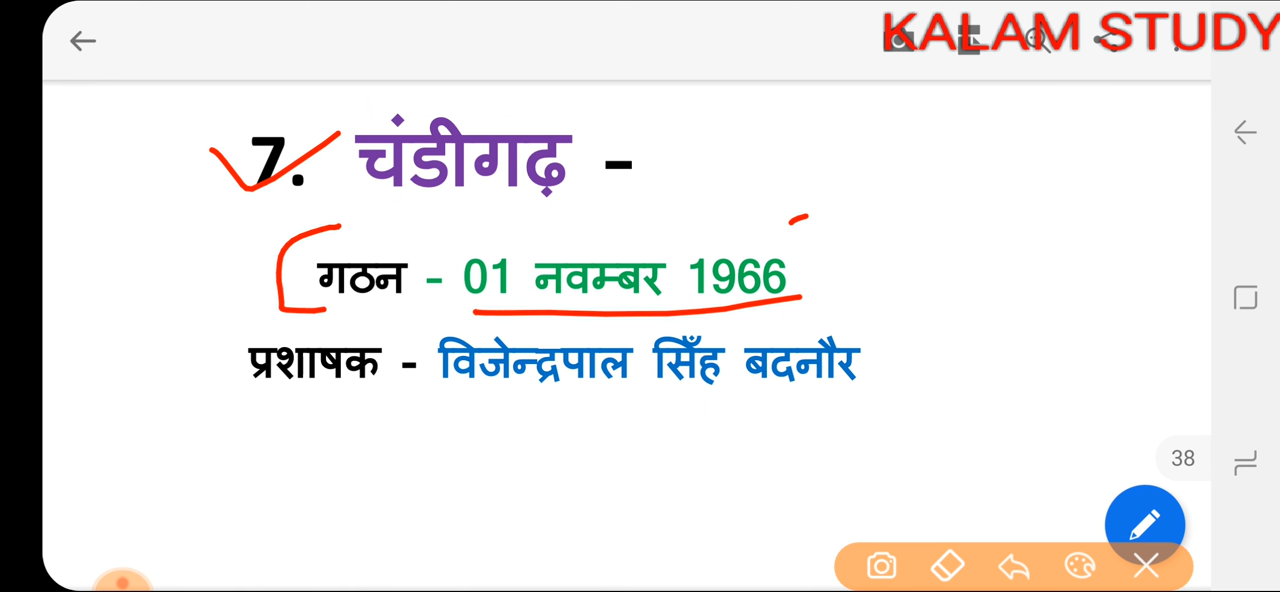 KALAM STUDY
7. चंडीगढ़ -
गठन - 01 नवम्बर 1966
प्रशाषक - विजेन्द्रपाल सिँह बदनौर
38